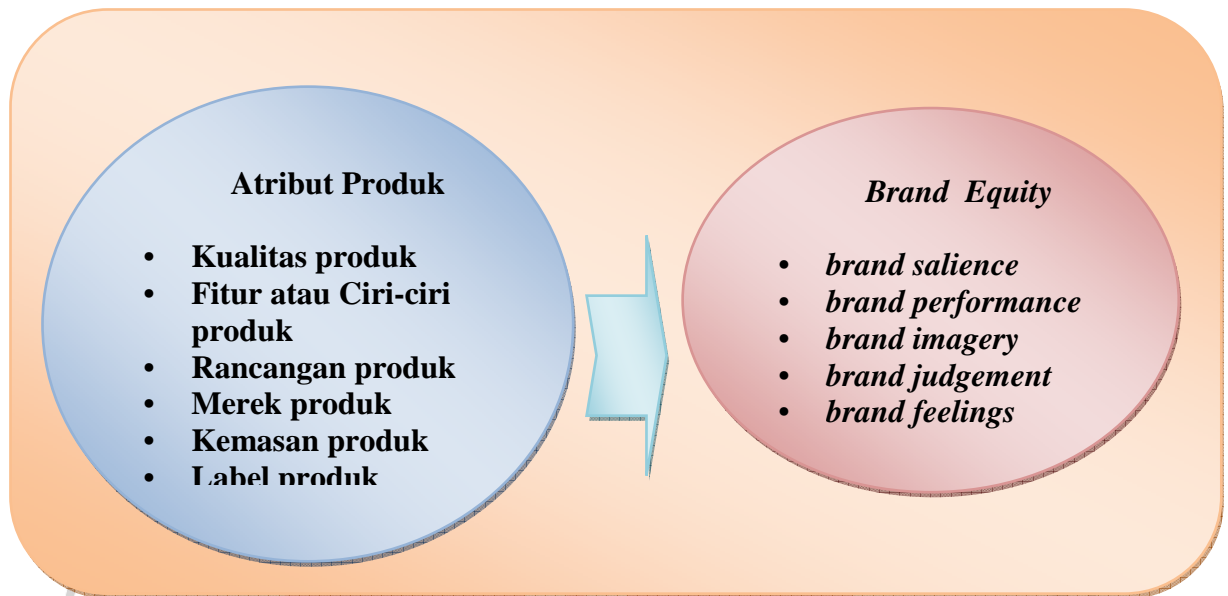 Atribut Produk
• Kualitas produk
• Fitur atau Ciri-ciri
produk
• Rancangan produk
• Merek produk
• Kemasan produk
• Label produk
Brand Equity
• brand salience
• brand performance
• brand imagery
• brand judgement
• brand feelings